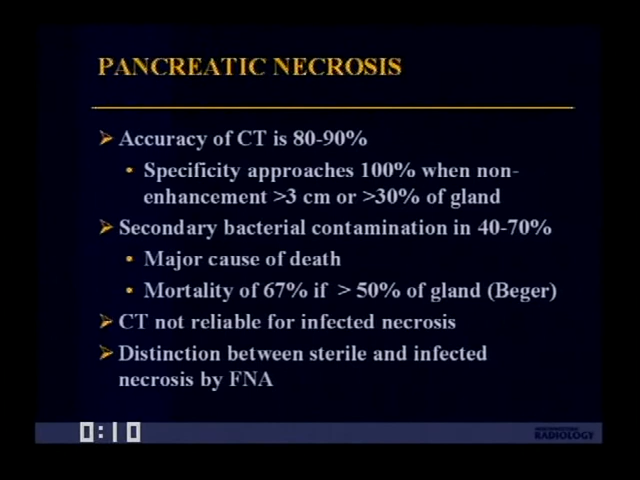 PANCREATIC NECROSIS
Accuracy of CT is 80-90%
Specificity approaches 100% when non-
enhancement >3 cm or >30% of gland
Secondary bacterial contamination in 40-70%
Major cause of death
Mortality of 67% if > 50% of gland (Beger)
CT not reliable for infected necrosis
Distinction between sterile and infected
necrosis by FNA
0:10
RADIOLOGY